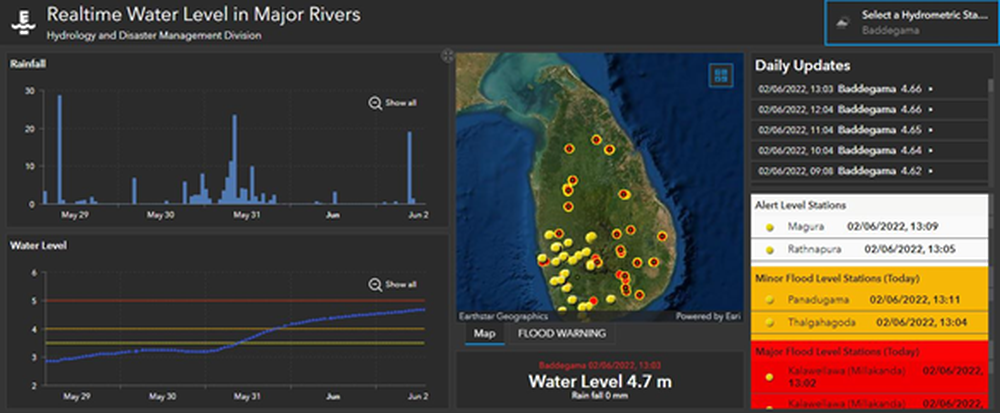 Realtime Water Level in Major Rivers
Hydrology and Disaster Management Division
Select a Hydrometric Sta....
Baddegama
Rainfall
Show all
30
20
10
0
May 29
May 30
May 31
Jun
Jun 2
Water Level
Show all
6
5
4
3
2
May 29
May 30
May 31
Jun
Jun 2
Earthstar Geographics
Powered by Esri
Map
FLOOD WARNING
Baddegama 02/06/2022, 13:03
Water Level 4.7 m
Rain fall 0 mm
Daily Updates
02/06/2022, 13:03 Baddegama 4.66
02/06/2022, 12:04 Baddegama 4.66
02/06/2022, 11:04 Baddegama 4.65
02/06/2022, 10:04 Baddegama 4.64
02/06/2022, 09:08 Baddegama 4.62
Alert Level Stations
Magura 02/06/2022, 13:09
Rathnapura 02/06/2022, 13:05
Minor Flood Level Stations (Today)
Panadugama 02/06/2022, 13:11
Thalgahagoda 02/06/2022, 13:04
Major Flood Level Stations (Today)
Kalawellawa (Millakanda) 02/06/2022,
13:02
Kalawellawa (Millakanda) 02/06/2022,